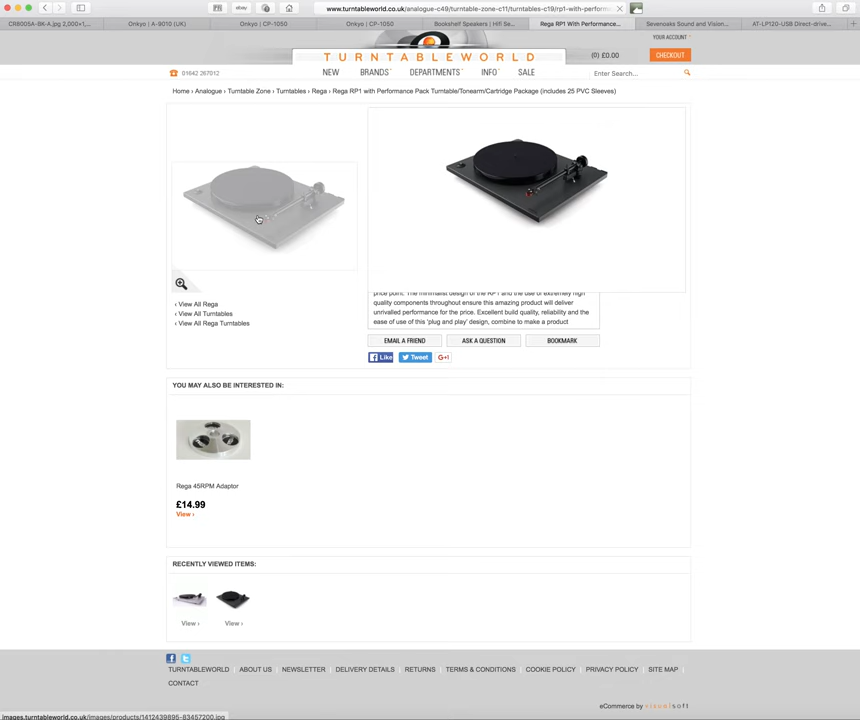 www.turntableworld.co.uk/analogue-c49/turntable-zone-c11/turntables-c19/rp1-with-perform
CR8005A-B6-A.jpg 2,000×1,...
Onkyo | A-9010 (UK)
Onkyo | CP-1050
Onkyo | CP-1050
Bookshelf Speakers | Hifi Se...
Rega RP1 With Performance...
Sevenoaks Sound and Vision...
AT-LP120-USB Direct-drive...
ebay
YOUR ACCOUNT
TURNTABLEWORLD
(0) £0.00
CHECKOUT
01642 267012
NEW
BRANDS
DEPARTMENTS
INFO
SALE
Enter Search...
Home › Analogue › Turntable Zone › Turntables › Rega › Rega RP1 with Performance Pack Turntable/Tonearm/Cartridge Package (includes 25 PVC Sleeves)
price point. The minimalist design of the RP1 and the use of extremely high
quality components throughout ensure this amazing product will deliver
unrivalled performance for the price. Excellent build quality, reliability and the
ease of use of this 'plug and play' design, combine to make a product
‹ View All Rega
‹ View All Turntables
‹ View All Rega Turntables
EMAIL A FRIEND
ASK A QUESTION
BOOKMARK
Like
Tweet
G+1
YOU MAY ALSO BE INTERESTED IN:
Rega 45RPM Adaptor
£14.99
View ›
RECENTLY VIEWED ITEMS:
View ›
View ›
TURNTABLEWORLD
ABOUT US
NEWSLETTER
DELIVERY DETAILS
RETURNS
TERMS & CONDITIONS
COOKIE POLICY
PRIVACY POLICY
SITE MAP
CONTACT
eCommerce by visualsoft
images.turntableworld.co.uk/images/products/1412439895-83457200.jpg